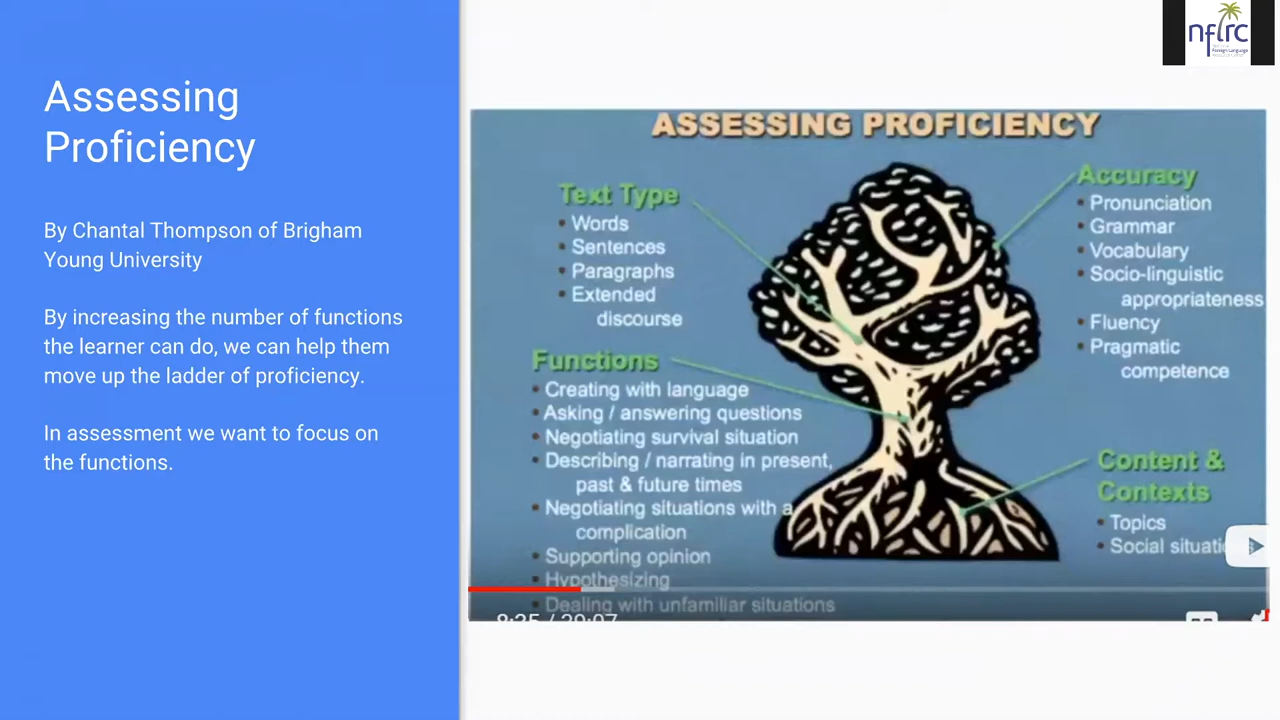 Assessing
Proficiency
By Chantal Thompson of Brigham
Young University
By increasing the number of functions
the learner can do, we can help them
move up the ladder of proficiency.
In assessment we want to focus on
the functions.
nflrc
Foreign Language
ASSESSING PROFICIENCY
Text Type
• Words
• Sentences
• Paragraphs
• Extended
discourse
Functions
• Creating with language
• Asking / answering questions
• Negotiating survival situation
• Describing / narrating in present,
past & future times
• Negotiating situations with a
complication
• Supporting opinion
• Hypothesizing
• Dealing with unfamiliar situations
Accuracy
• Pronunciation
• Grammar
• Vocabulary
• Socio-linguistic
appropriateness
• Fluency
• Pragmatic
competence
Content &
Contexts
• Topics
• Social